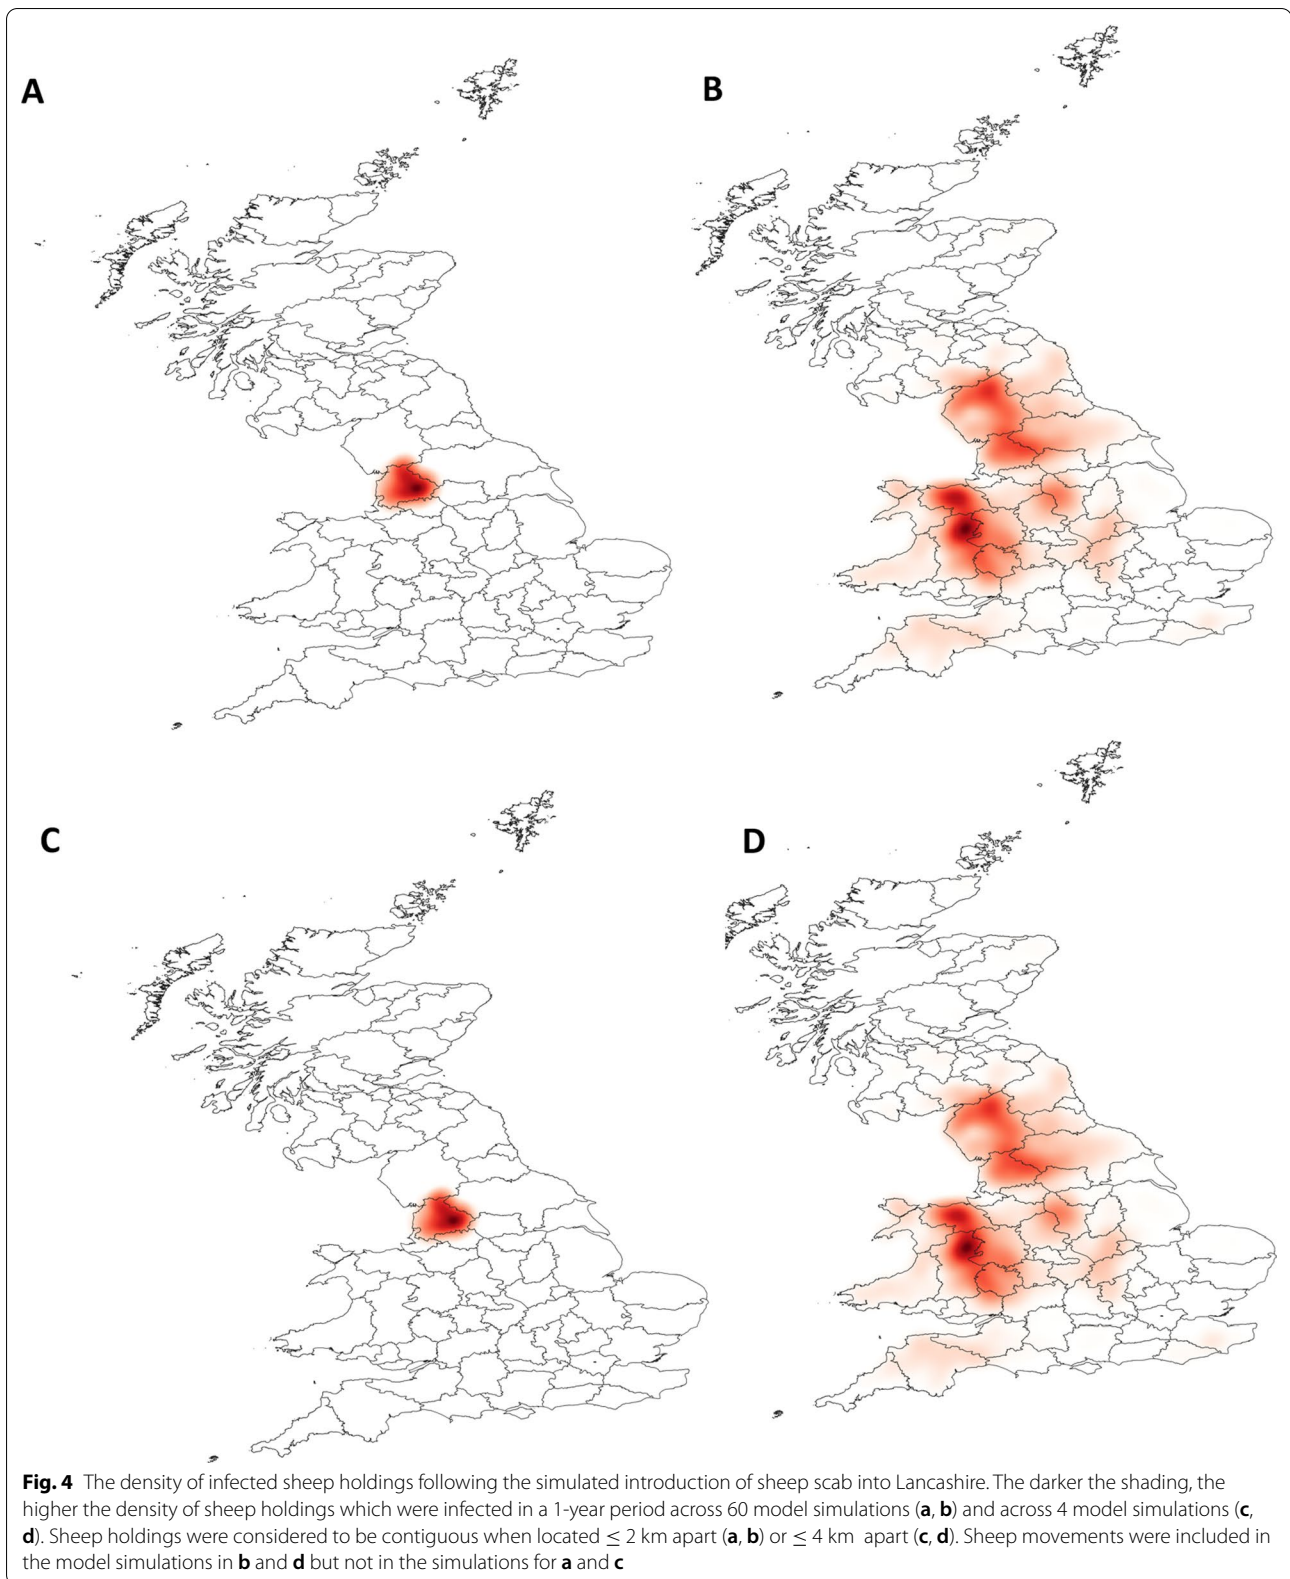 A
B
C
D
Fig. 4 The density of infected sheep holdings following the simulated introduction of sheep scab into Lancashire. The darker the shading, the
higher the density of sheep holdings which were infected in a 1-year period across 60 model simulations (a, b) and across 4 model simulations (c,
d). Sheep holdings were considered to be contiguous when located ≤ 2 km apart (a, b) or ≤ 4 km apart (c, d). Sheep movements were included in
the model simulations in b and d but not in the simulations for a and c